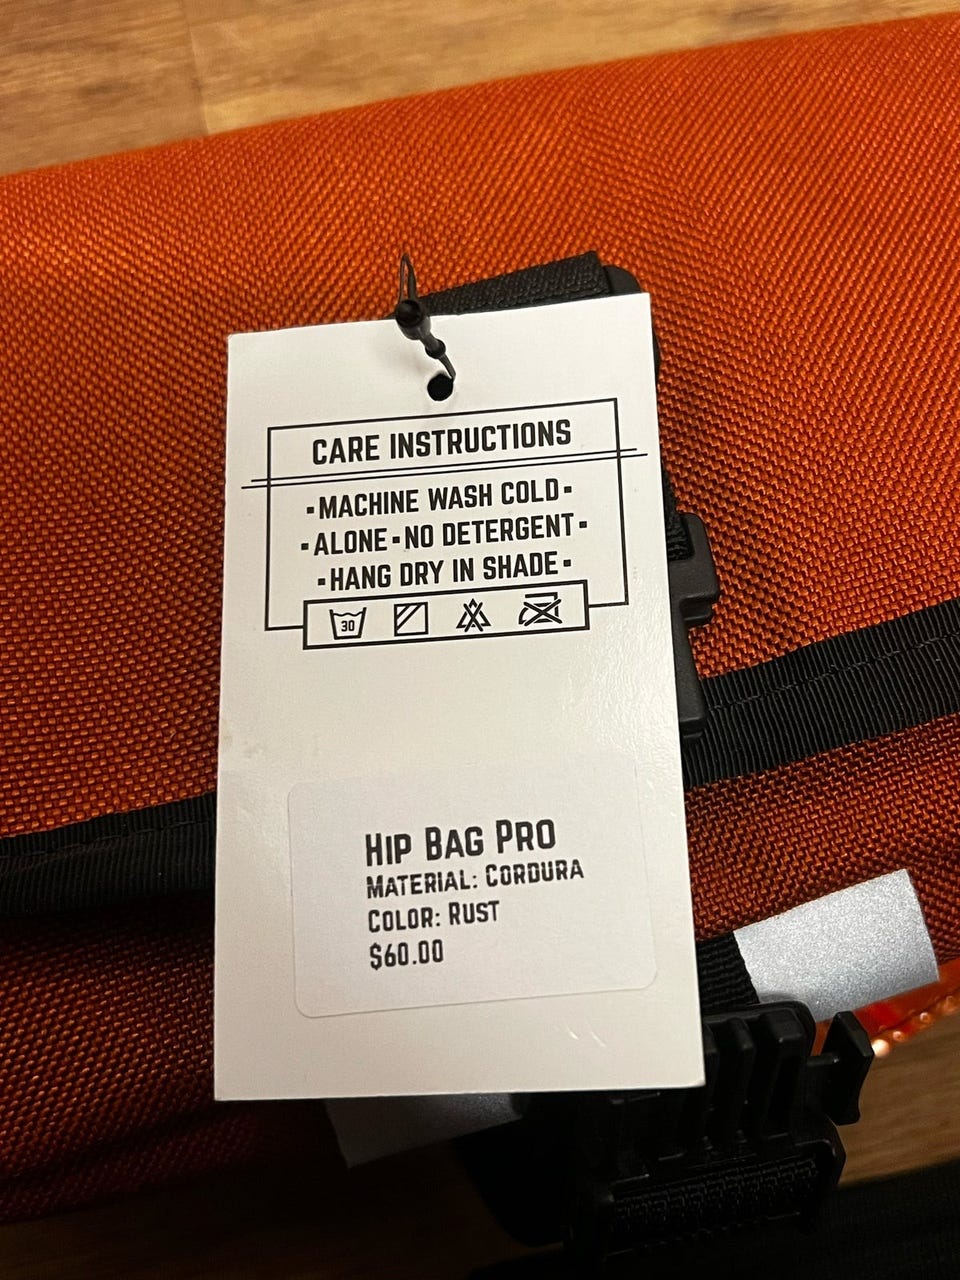 CARE INSTRUCTIONS
▪MACHINE WASH COLD▪
▪ALONE▪NO DETERGENT▪
▪HANG DRY IN SHADE▪
30
HIP BAG PRO
MATERIAL: CORDURA
COLOR: RUST
$60.00